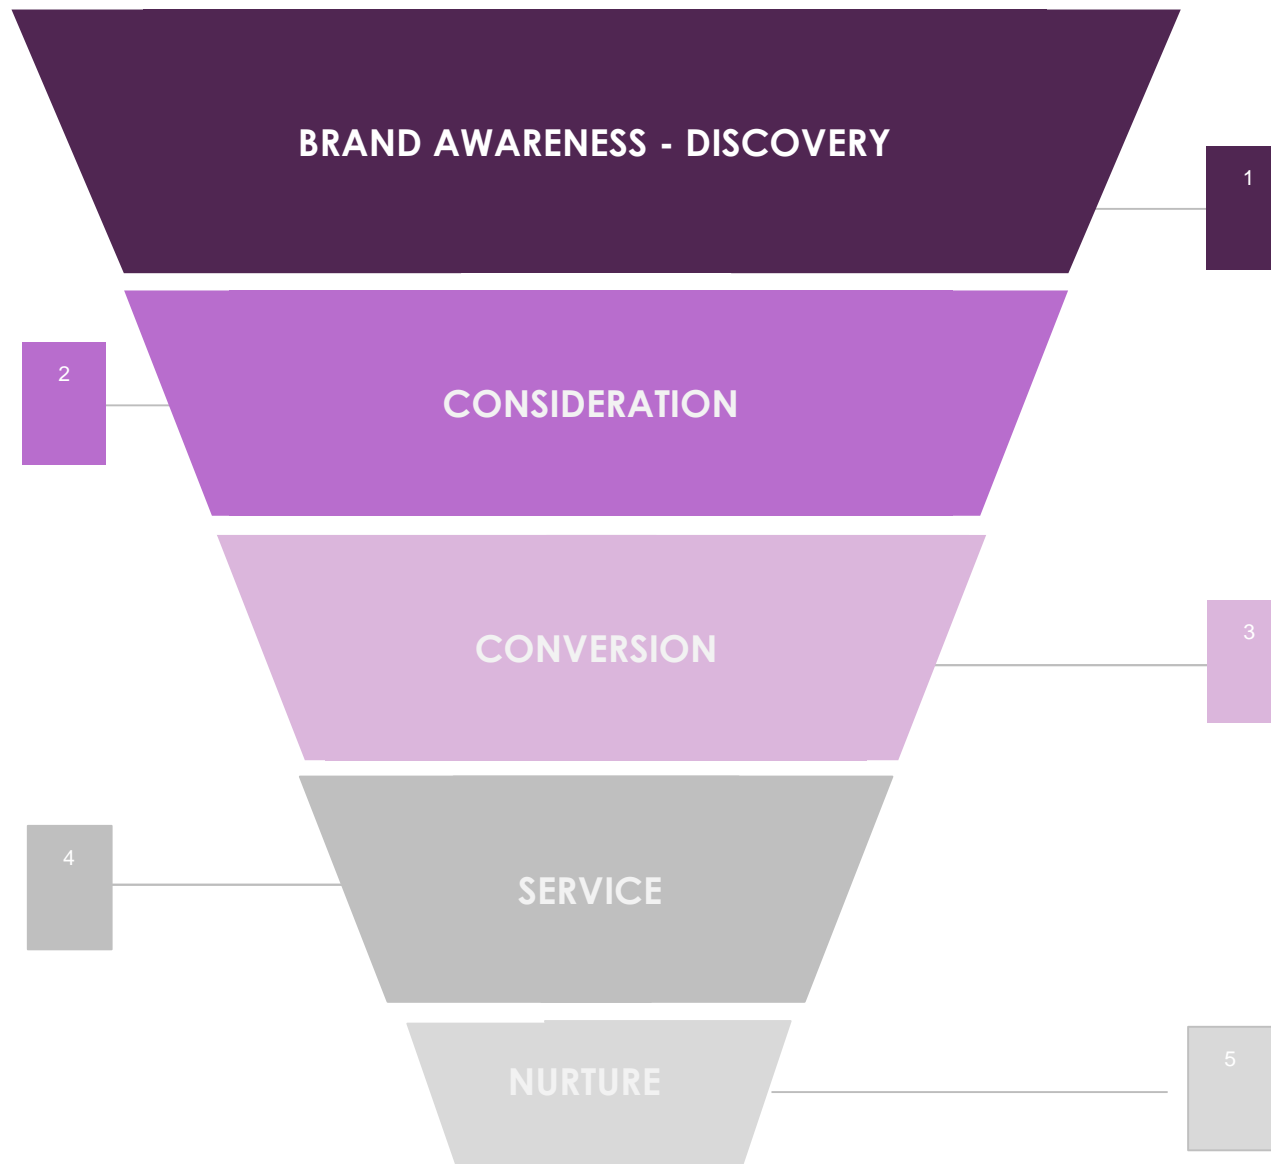 BRAND AWARENESS - DISCOVERY
1
2
CONSIDERATION
3
CONVERSION
4
SERVICE
5
NURTURE